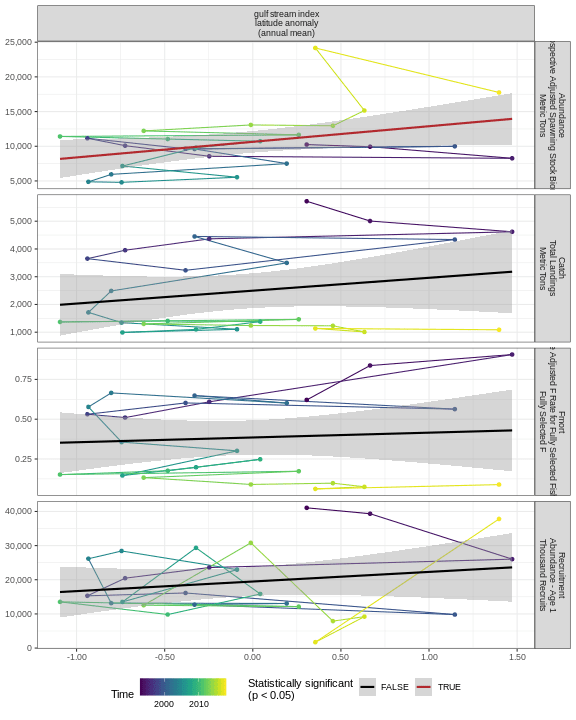 gulf stream index
latitude anomaly
(annual mean)
25,000
20,000
15,000
10,000
5,000
Abundance
Adjusted Spawning Stock
Metric Tons
5,000
4,000
3,000
2,000
1,000
Catch
Total Landings
Metric Tons
0.75
0.50
0.25
Fmort
Adjusted F Rate for Fully Selected
Fully Selected F
40,000
30,000
20,000
10,000
0
Recruitment
Abundance - Age 1
Thousand Recruits
-1.00
-0.50
0.00
0.50
1.00
1.50
Time
2000
2010
Statistically significant
(p < 0.05)
FALSE
TRUE